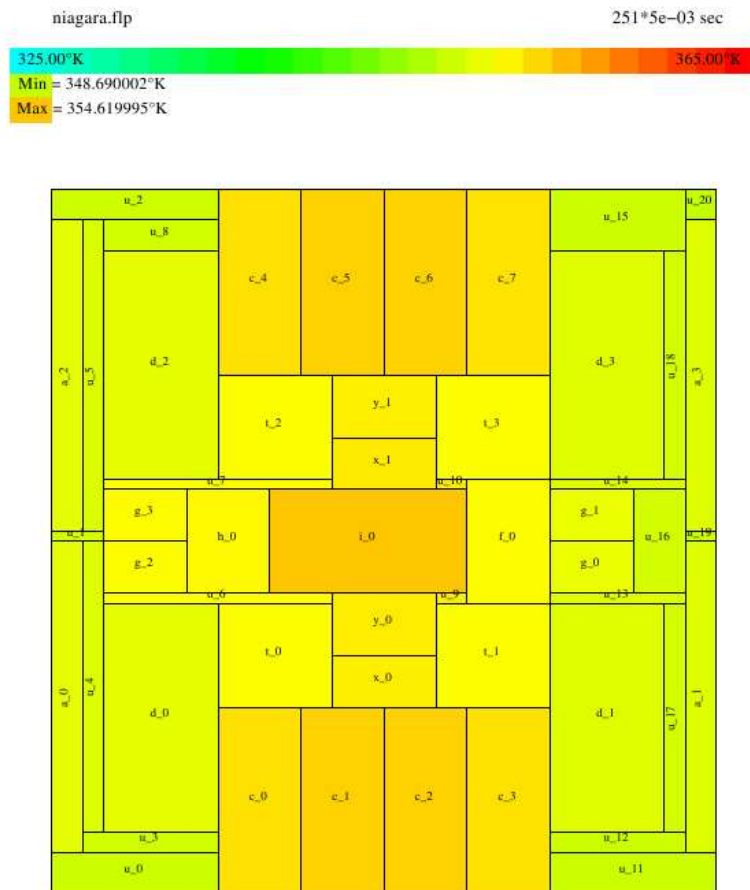 niagara.flp 251*5e−03 sec
325.00°K 365.00°K
Min = 348.690002°K
Max = 354.619995°K
u_2 u_20
u_15
u_8
c_4 c_5 c_6 c_7
d_2 d_3
a_2 u_5 u_18 a_3
y_1
t_2 t_3
x_1
u_7 u_10 u_14
g_3 g_1
u_1 h_0 i_0 f_0 u_16 u_19
g_2 g_0
u_6 u_9 u_13
y_0
t_0 t_1
x_0
a_0 u_4 u_17 a_1
d_0 d_1
c_0 c_1 c_2 c_3
u_3 u_12
u_0 u_11